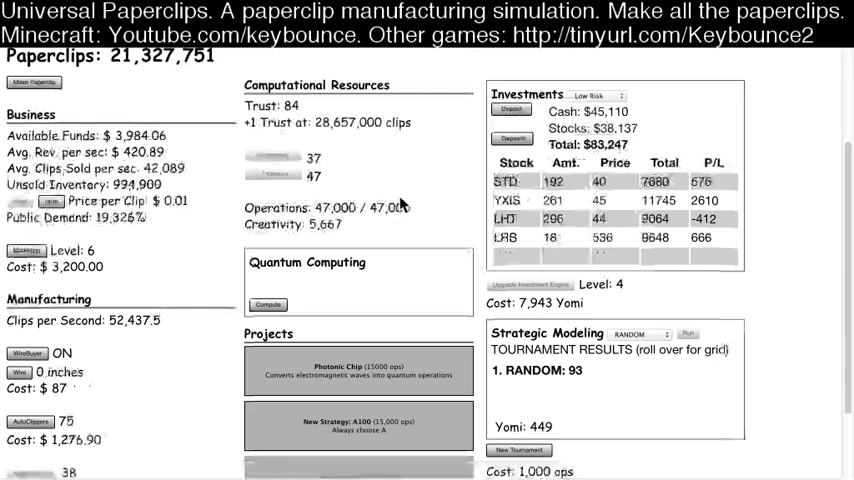 Universal Paperclips. A paperclip manufacturing simulation. Make all the paperclips.
Minecraft: Youtube.com/keybounce. Other games: http://tinyurl.com/Keybounce2
Paperclips: 21,327,751
Make Paperclip
Business
Available Funds: $ 3,984.06
Avg. Rev. per sec: $ 420.89
Avg. Clips Sold per sec: 42,089
Unsold Inventory: 994,900
Price per Clip: $ 0.01
Public Demand: 19,326%
Marketing Level: 6
Cost: $ 3,200.00
Manufacturing
Clips per Second: 52,437.5
WireBuyer ON
Wire 0 inches
Cost: $ 87
AutoClippers 75
Cost: $ 1,276.90
38
Computational Resources
Trust: 84
+1 Trust at: 28,657,000 clips
37
47
Operations: 47,000 / 47,000
Creativity: 5,667
Quantum Computing
Compute
Projects
Photonic Chip (15000 ops)
Converts electromagnetic waves into quantum operations
New Strategy: A100 (15,000 ops)
Always choose A
Investments Low Risk
Deposit Cash: $45,110
Stocks: $38,137
Total: $83,247
Stock Amt. Price Total P/L
STD 192 40 7680 576
YXIS 261 45 11745 2610
296 44 9064 -412
LRS 18 536 9648 666
Upgrade Investment Engine Level: 4
Cost: 7,943 Yomi
Strategic Modeling RANDOM Run
TOURNAMENT RESULTS (roll over for grid)
1. RANDOM: 93
Yomi: 449
New Tournament
Cost: 1,000 ops